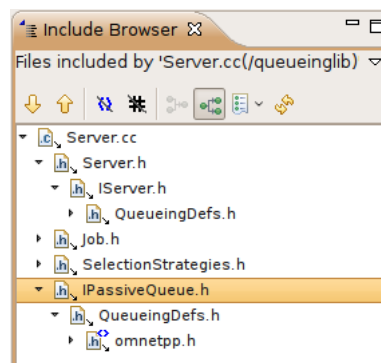 Include Browser
Files included by 'Server.cc(/queueinglib)
Server.cc
Server.h
IServer.h
QueueingDefs.h
Job.h
SelectionStrategies.h
IPassiveQueue.h
QueueingDefs.h
omnetpp.h